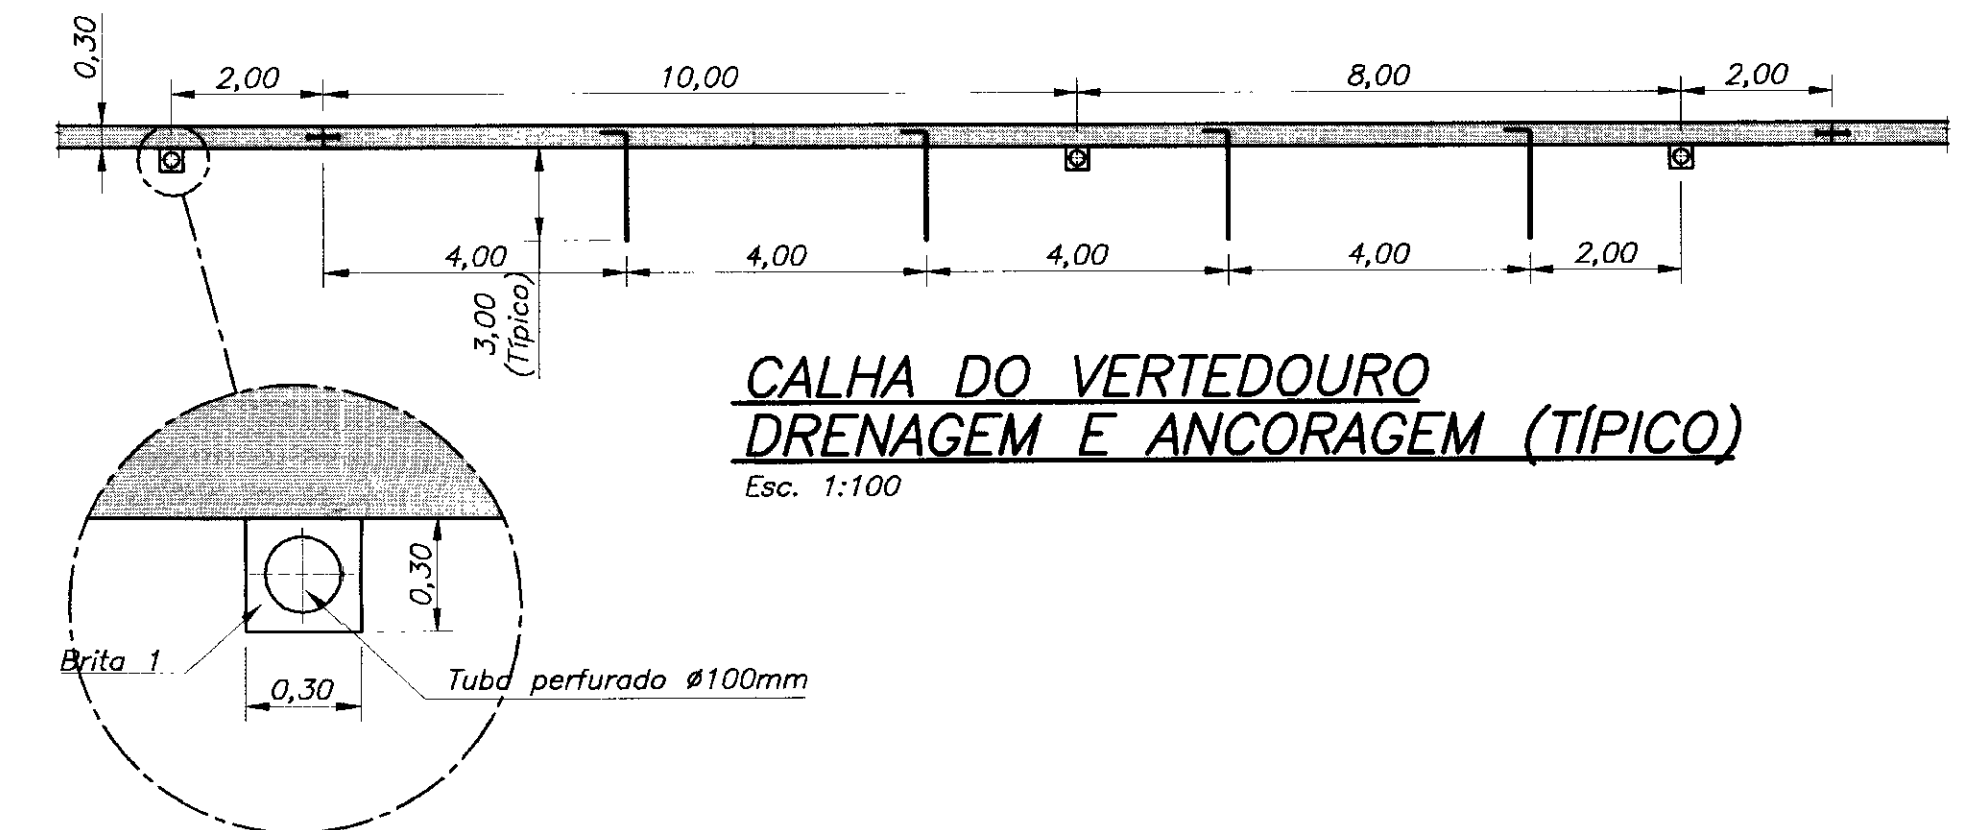 0,30
2,00
10,00
8,00
2,00
4,00
4,00
4,00
4,00
2,00
3,00
(Típico)
CALHA DO VERTEDOURO
DRENAGEM E ANCORAGEM (TÍPICO)
Esc. 1:100
0,30
Brita 1
0,30
Tubo perfurado ø100mm